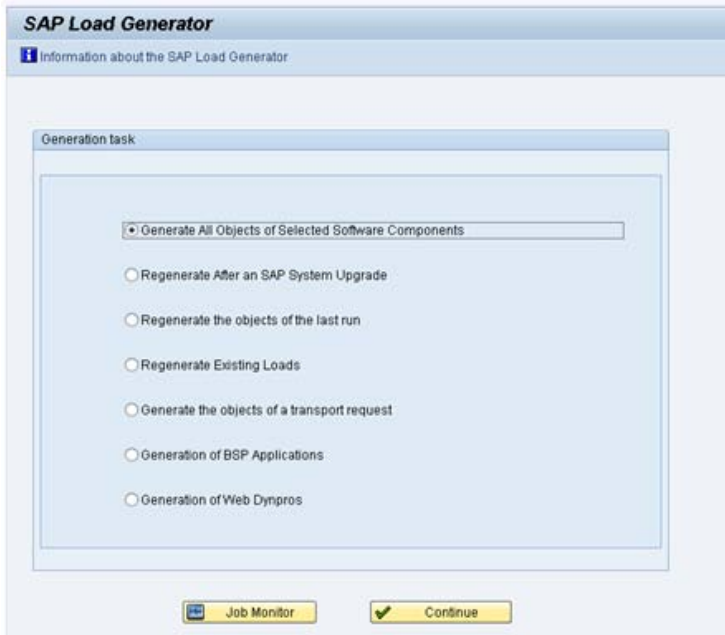 SAP Load Generator
Information about the SAP Load Generator
Generation task
Generate All Objects of Selected Software Components
Regenerate After an SAP System Upgrade
Regenerate the objects of the last run
Regenerate Existing Loads
Generate the objects of a transport request
Generation of BSP Applications
Generation of Web Dynpros
Job Monitor
Continue